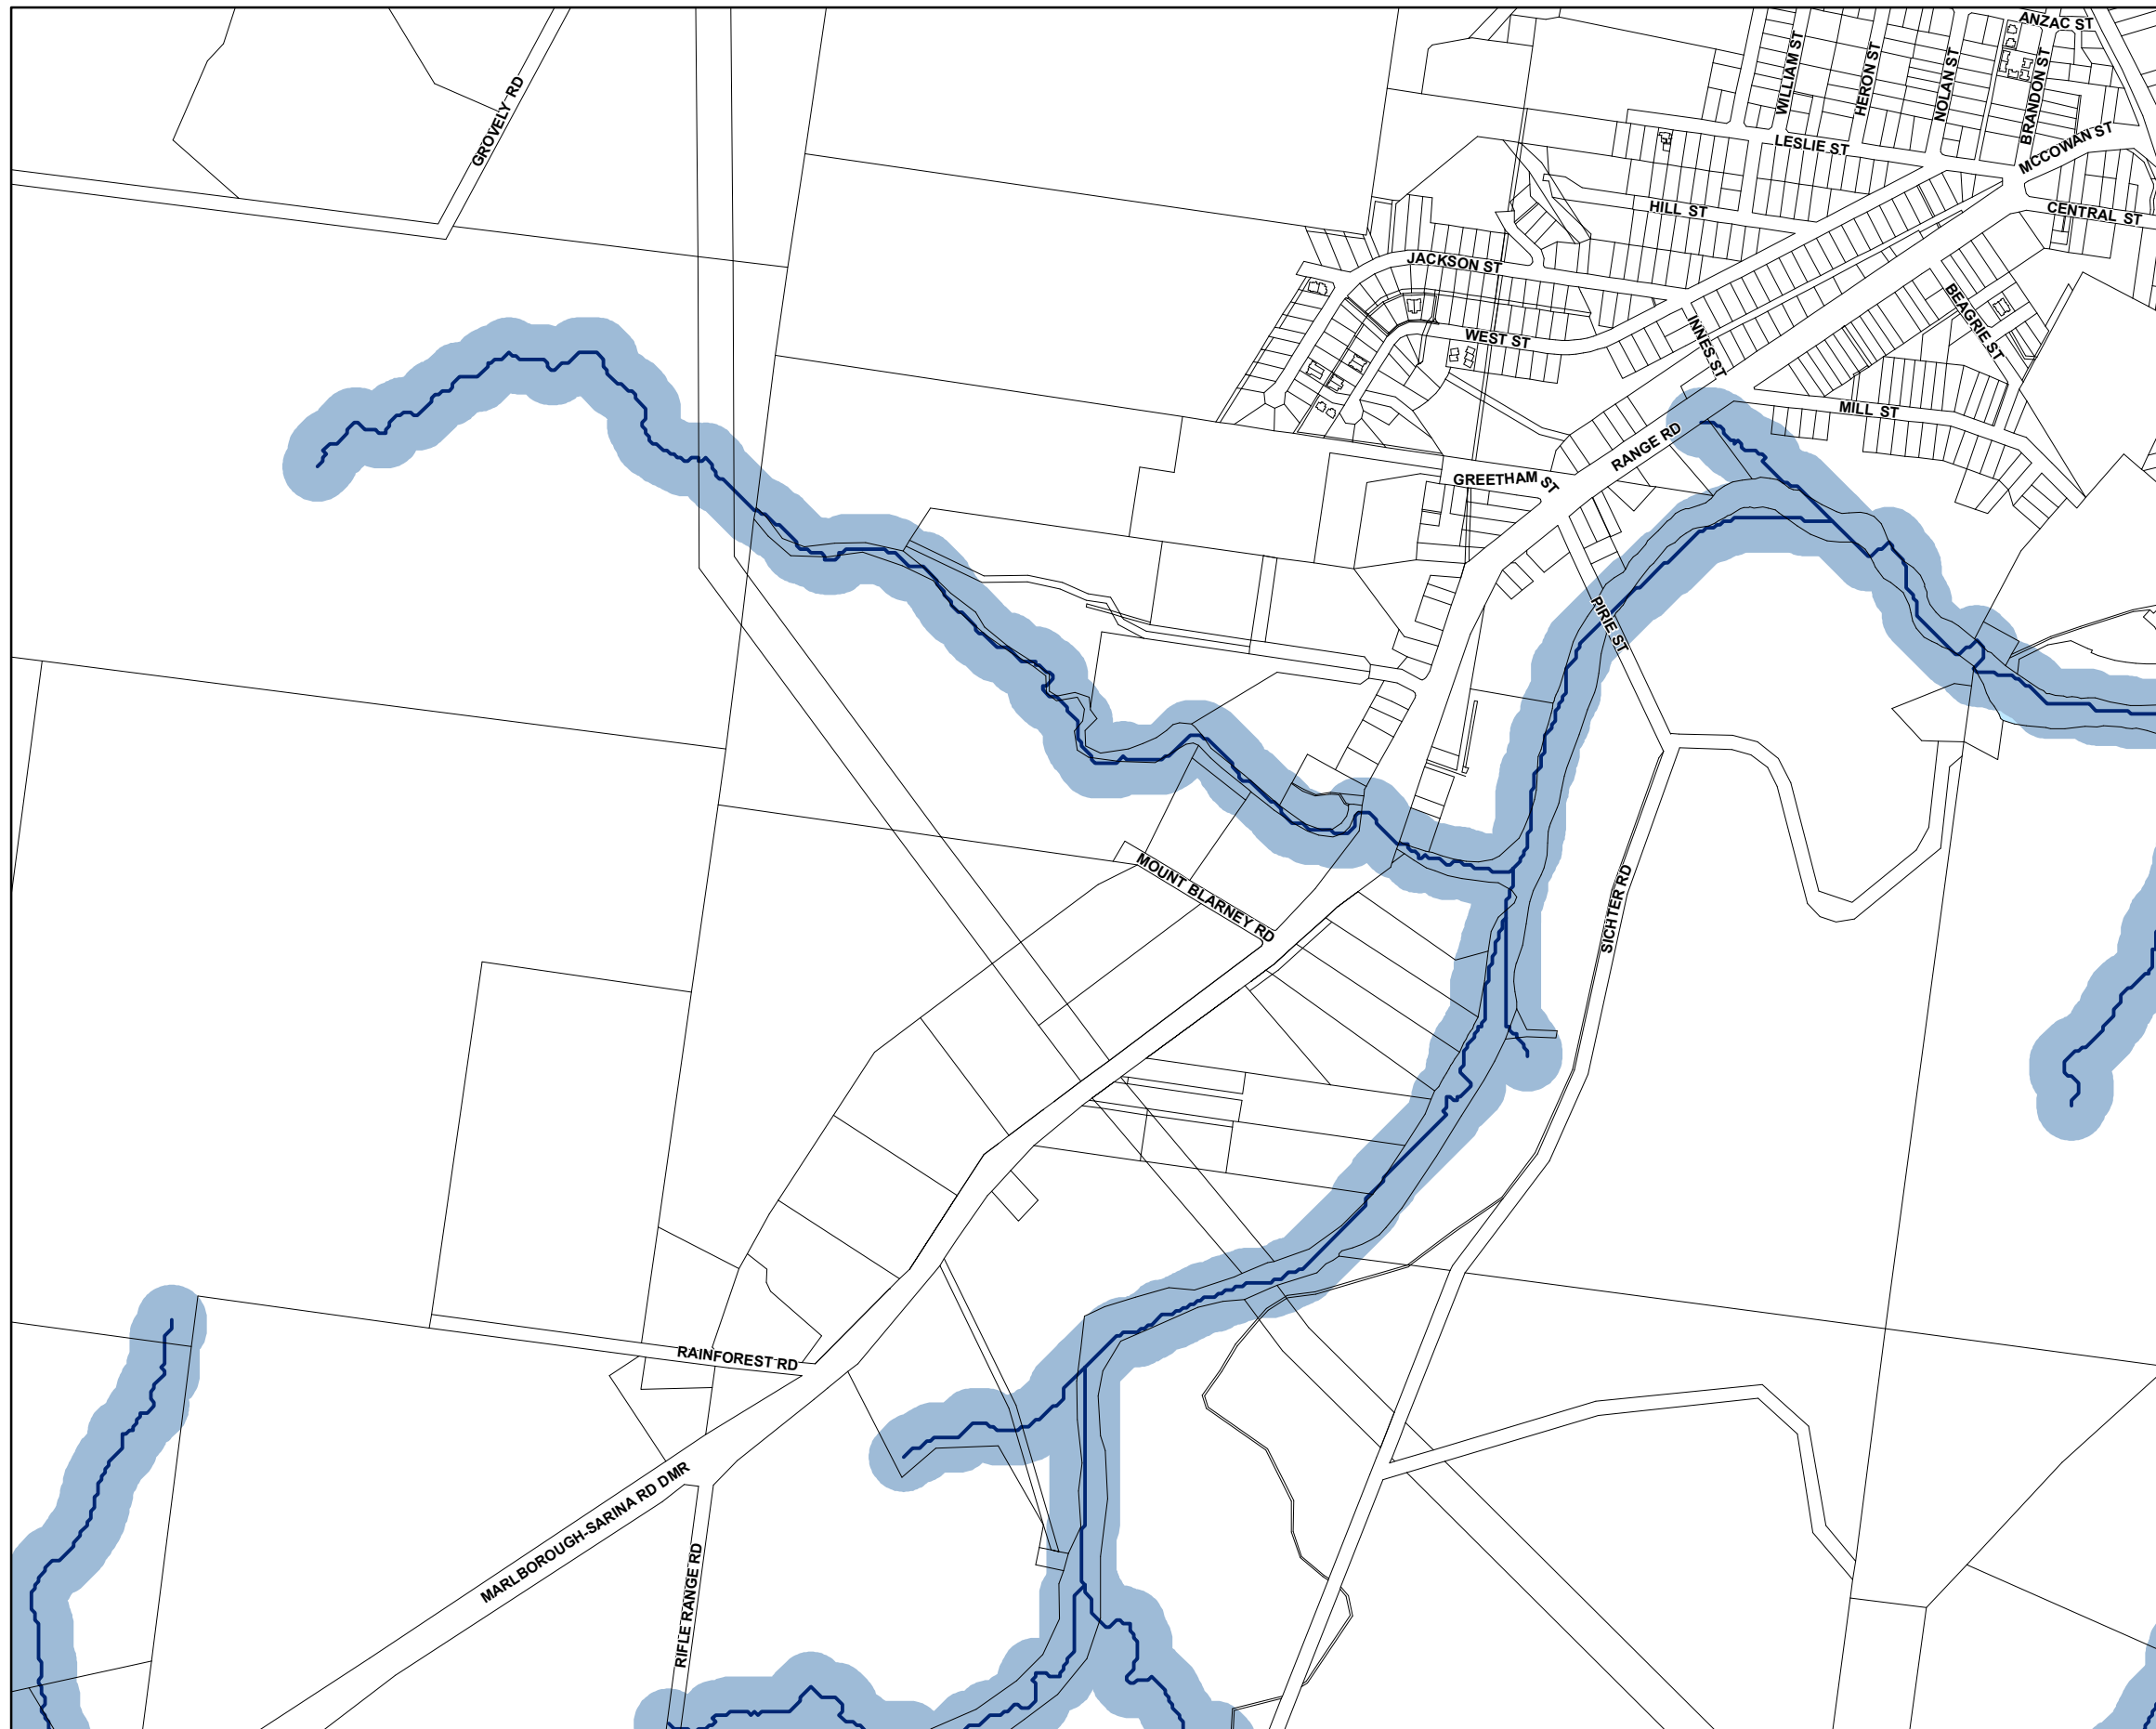 ANZAC ST
WILLIAM ST
HERON ST
NOLAN ST
BRANDON ST
GROVELY RD
LESLIE ST
MCCOWAN ST
HILL ST
CENTRAL ST
JACKSON ST
BEAGRIE ST
WEST ST
INNES ST
MILL ST
RANGE RD
GREETHAM ST
PIRIE ST
MOUNT BLARNEY RD
SICHTER RD
RAINFOREST RD
MARLBOROUGH-SARINA RD DMR
RIFLE RANGE RD